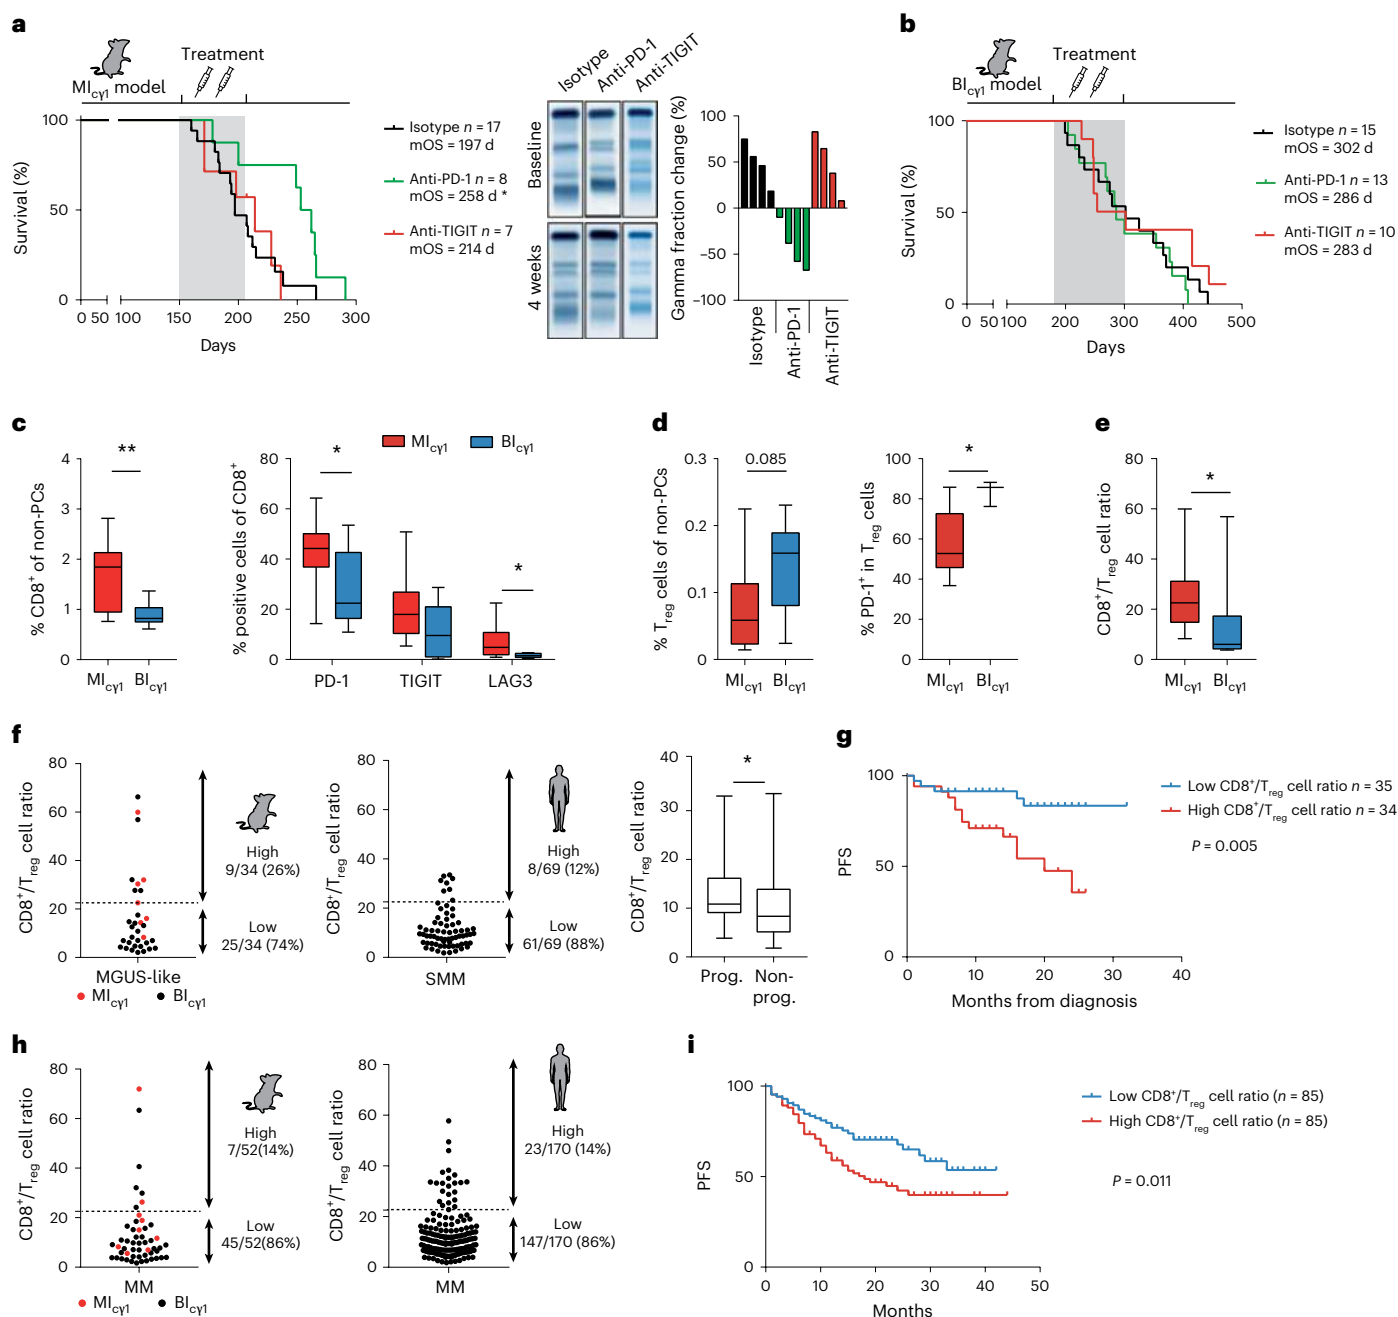 a
MIcγ1 model
Treatment
Survival (%)
100
50
0
0 50 100 150 200 250 300
Days
Isotype n = 17
mOS = 197 d
Anti-PD-1 n = 8
mOS = 258 d *
Anti-TIGIT n = 7
mOS = 214 d
Isotype
Anti-PD-1
Anti-TIGIT
Baseline
4 weeks
Gamma fraction change (%)
100
50
0
−50
−100
Isotype
Anti-PD-1
Anti-TIGIT
b
BIcγ1 model
Treatment
Survival (%)
100
50
0
0 50 100 200 300 400 500
Days
Isotype n = 15
mOS = 302 d
Anti-PD-1 n = 13
mOS = 286 d
Anti-TIGIT n = 10
mOS = 283 d
c
% CD8+ of non-PCs
4
3
2
1
0
**
MIcγ1 BIcγ1
MIcγ1 BIcγ1
% positive cells of CD8+
80
60
40
20
0
*
*
PD-1 TIGIT LAG3
d
% Treg cells of non-PCs
0.3
0.2
0.1
0
0.085
MIcγ1 BIcγ1
% PD-1+ in Treg cells
100
80
60
40
20
0
*
MIcγ1 BIcγ1
e
CD8+/Treg cell ratio
80
60
40
20
0
*
MIcγ1 BIcγ1
f
CD8+/Treg cell ratio
80
60
40
20
0
High
9/34 (26%)
Low
25/34 (74%)
MGUS-like
MIcγ1 BIcγ1
CD8+/Treg cell ratio
80
60
40
20
0
High
8/69 (12%)
Low
61/69 (88%)
SMM
CD8+/Treg cell ratio
40
30
20
10
0
*
Prog. Non-
prog.
g
PFS
100
50
0
0 10 20 30 40
Months from diagnosis
Low CD8+/Treg cell ratio n = 35
High CD8+/Treg cell ratio n = 34
P = 0.005
h
CD8+/Treg cell ratio
80
60
40
20
0
High
7/52(14%)
Low
45/52(86%)
MM
MIcγ1 BIcγ1
CD8+/Treg cell ratio
80
60
40
20
0
High
23/170 (14%)
Low
147/170 (86%)
MM
i
PFS
100
50
0
0 10 20 30 40 50
Months
Low CD8+/Treg cell ratio (n = 85)
High CD8+/Treg cell ratio (n = 85)
P = 0.011